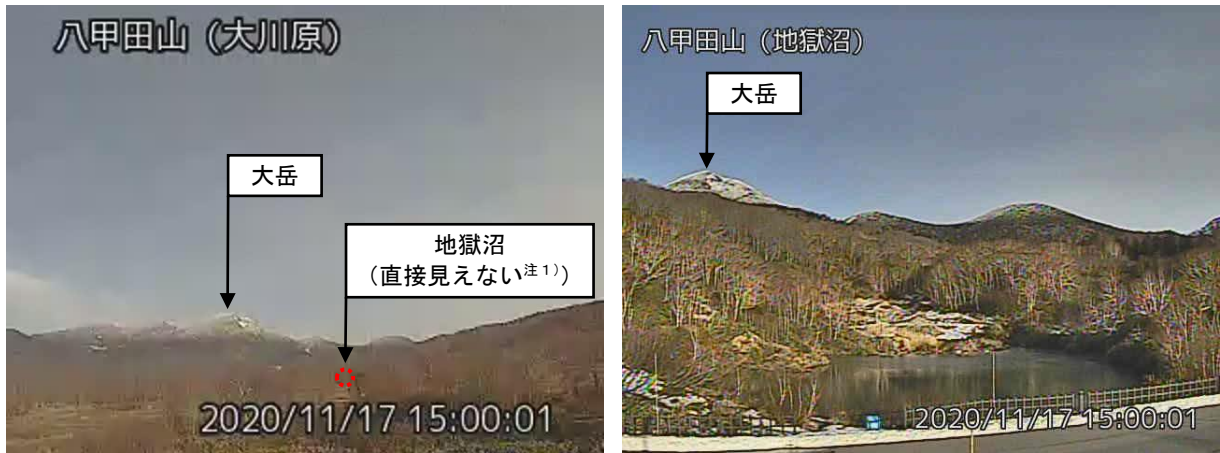 八甲田山（大川原）
大岳
地獄沼
（直接見えない注1)）
2020/11/17 15:00:01
八甲田山（地獄沼）
大岳
2020/11/17 15:00:01